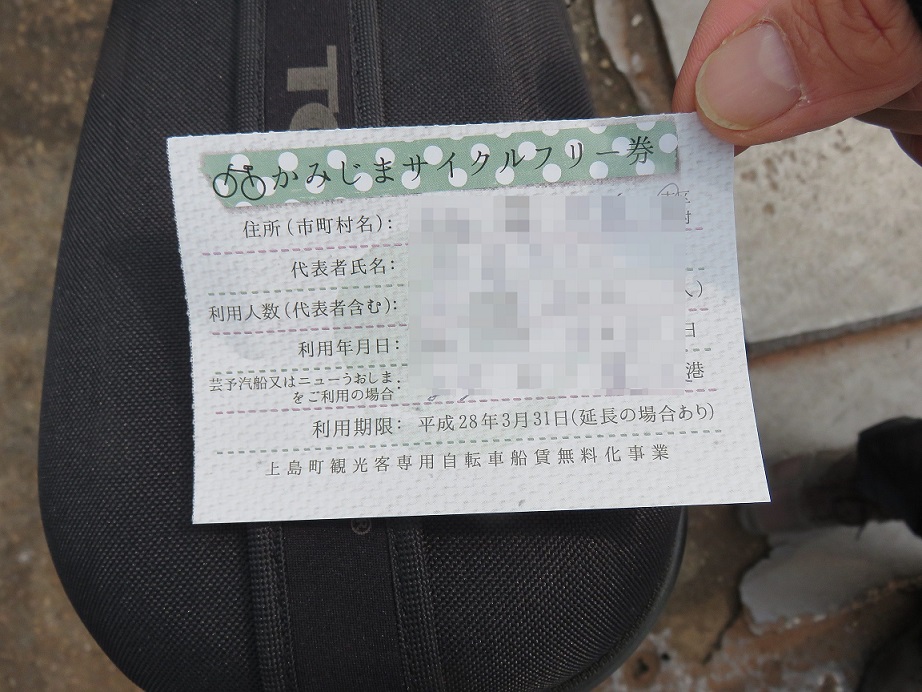 TO
かみじまサイクルフリー券
住所(市町村名):
代表者氏名:
利用人数(代表者含む):
利用年月日: 日
芸予汽船又はニューうおしま
をご利用の場合: 港
利用期限: 平成28年3月31日(延長の場合あり)
上島町観光客専用自転車船賃無料化事業
®